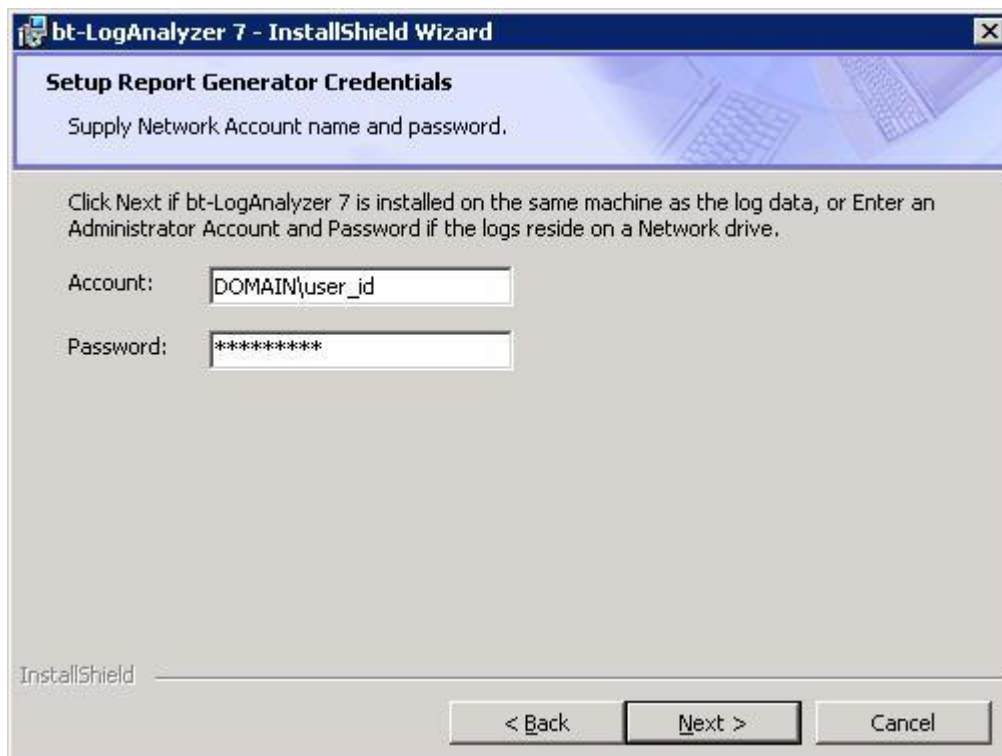 bt-LogAnalyzer 7 - InstallShield Wizard
Setup Report Generator Credentials
Supply Network Account name and password.
Click Next if bt-LogAnalyzer 7 is installed on the same machine as the log data, or Enter an
Administrator Account and Password if the logs reside on a Network drive.
Account: DOMAIN\user_id
Password: *********
InstallShield
< Back Next > Cancel